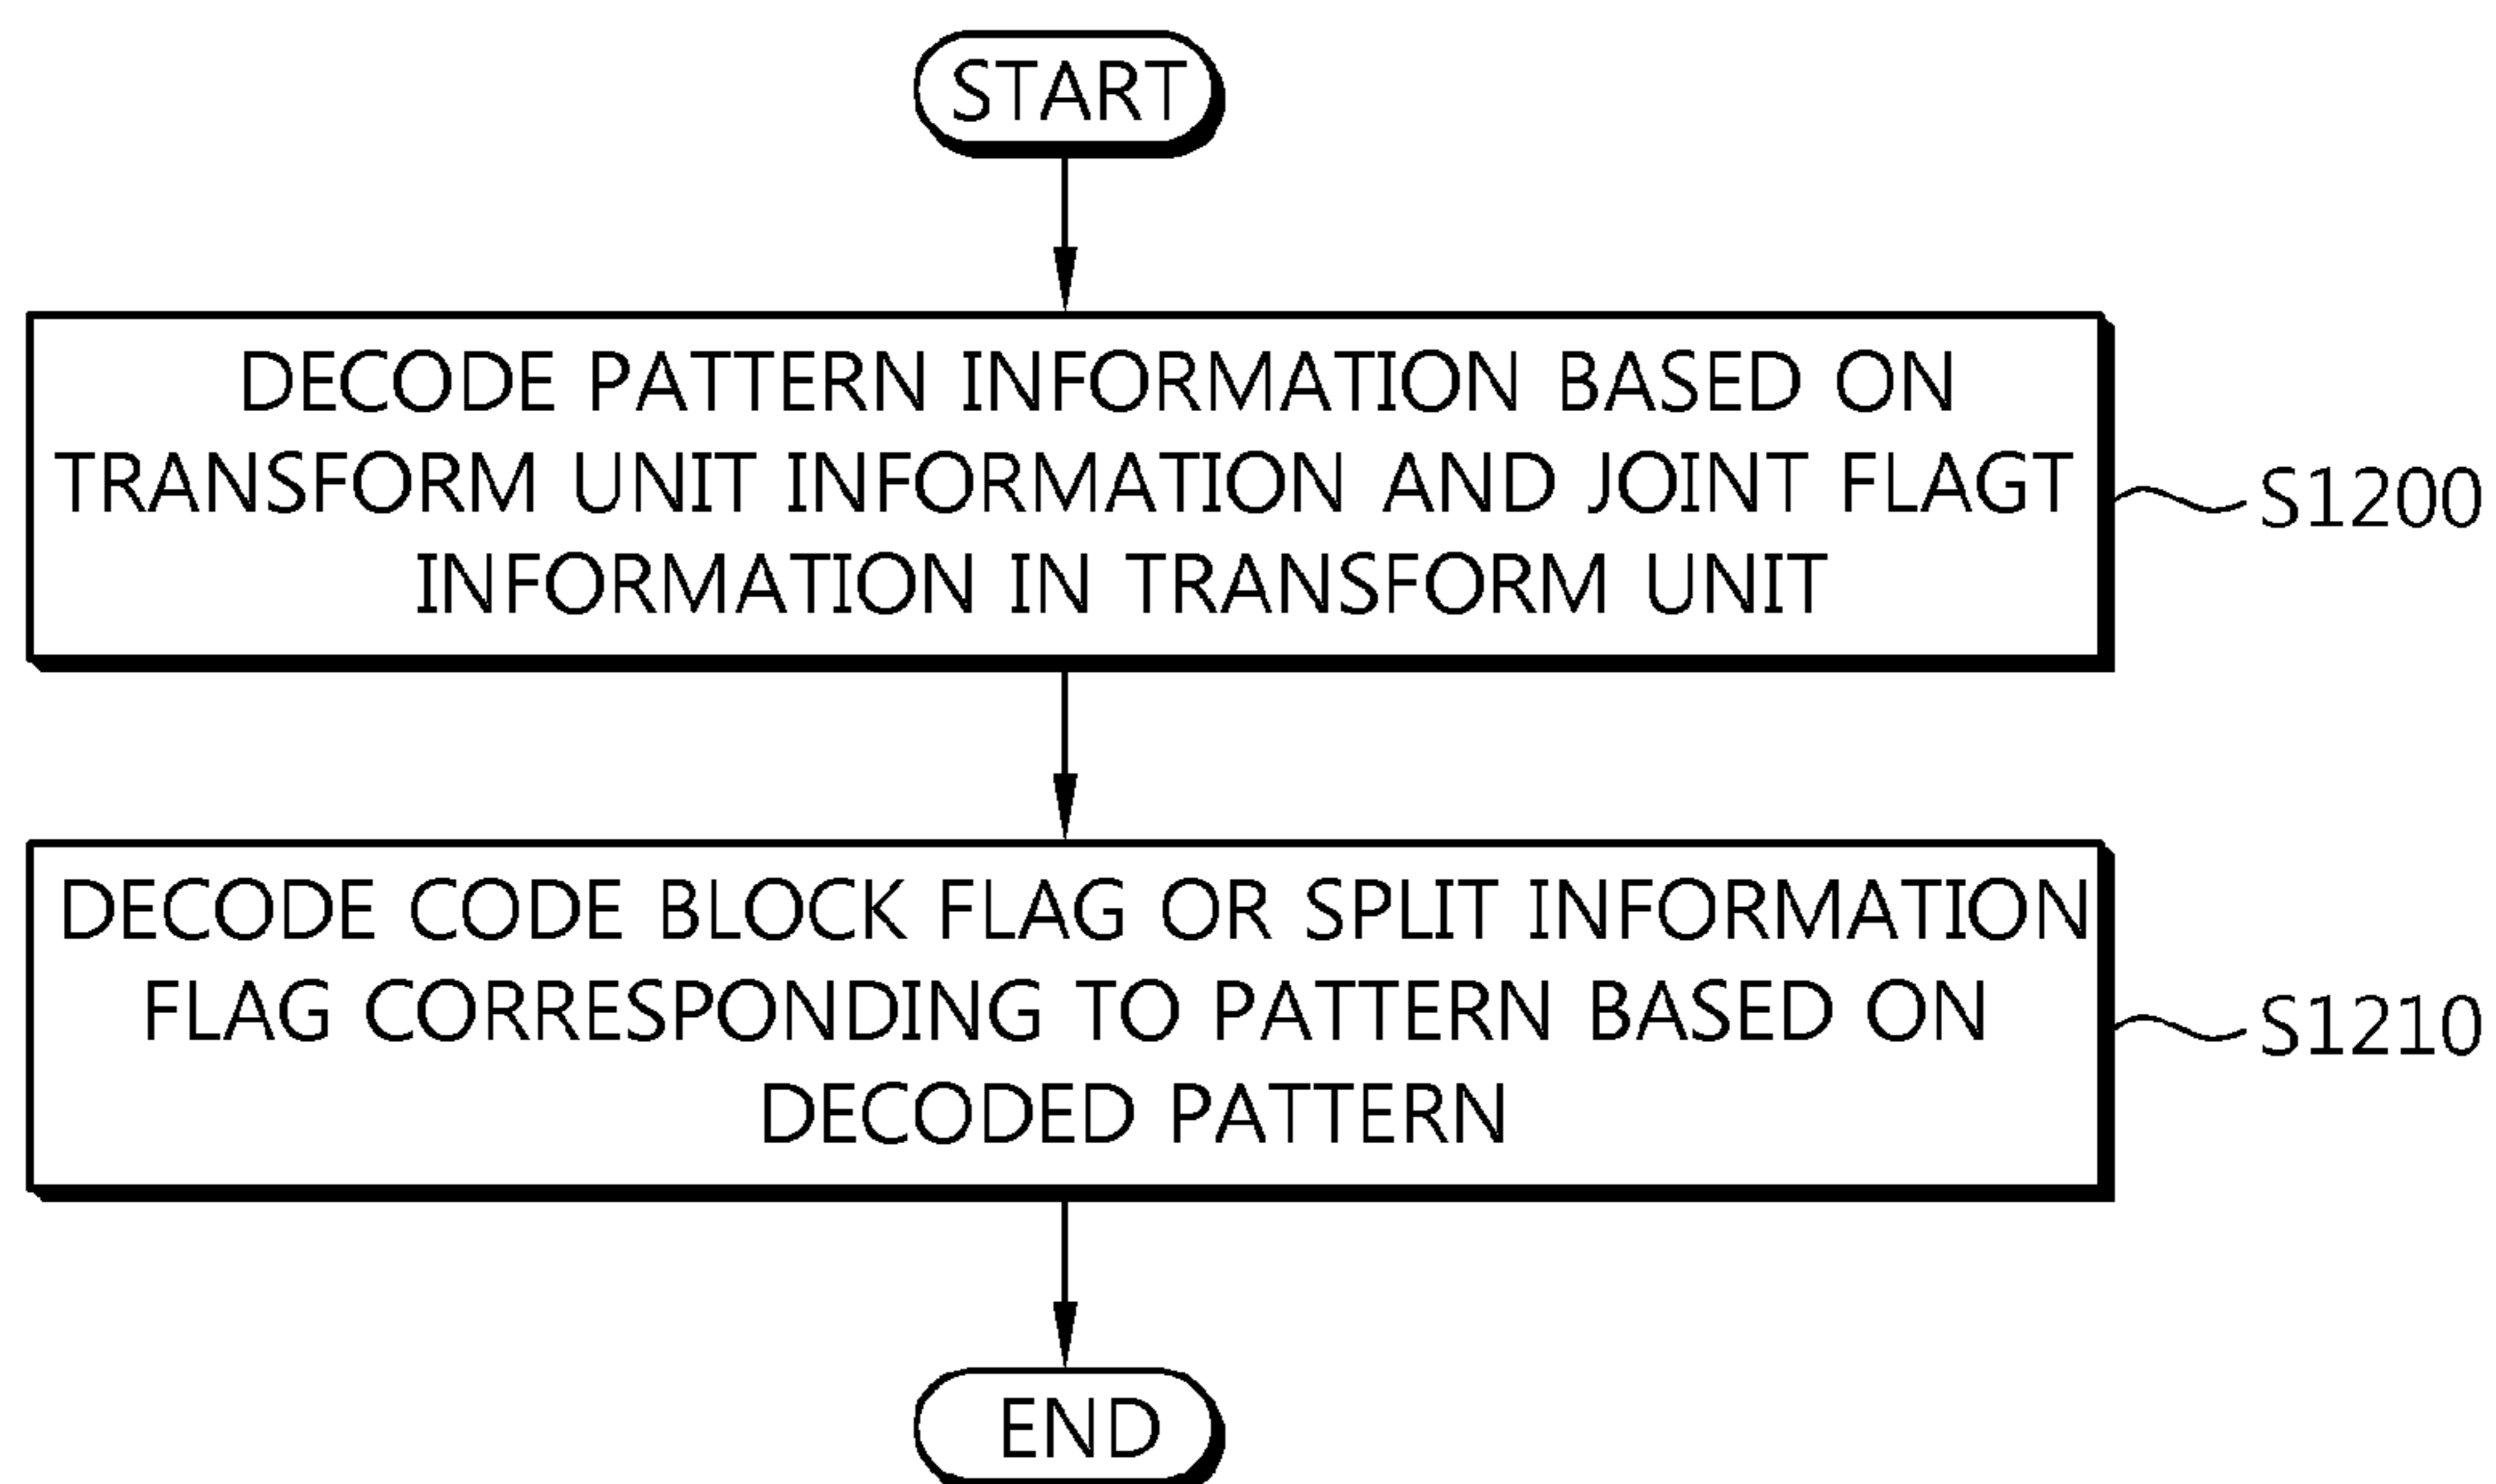 START
DECODE PATTERN INFORMATION BASED ON
TRANSFORM UNIT INFORMATION AND JOINT FLAGT
INFORMATION IN TRANSFORM UNIT
S1200
DECODE CODE BLOCK FLAG OR SPLIT INFORMATION
FLAG CORRESPONDING TO PATTERN BASED ON
DECODED PATTERN
S1210
END